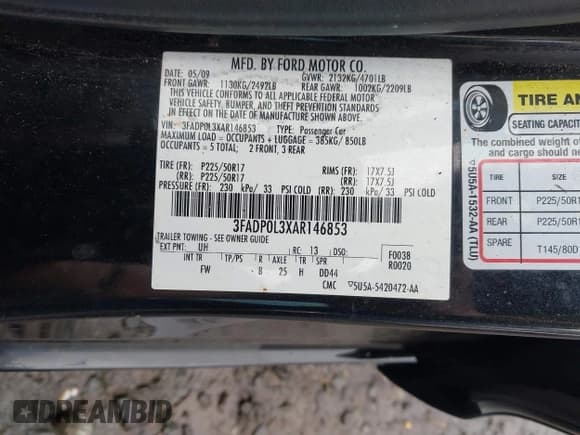 MFD. BY FORD MOTOR CO.
DATE: 05/09 GVWR: 2132KG/4701LB
FRONT GAWR: 1130KG/2492LB REAR GAWR: 1002KG/2209LB
THIS VEHICLE CONFORMS TO ALL APPLICABLE FEDERAL MOTOR
VEHICLE SAFETY, BUMPER, AND THEFT PREVENTION STANDARDS
IN EFFECT ON THE DATE OF MANUFACTURE SHOWN ABOVE.
VIN: 3FADP0L3XAR146853 TYPE: Passenger Car
MAXIMUM LOAD = OCCUPANTS + LUGGAGE = 385KG/ 850LB
OCCUPANTS = 5 TOTAL: 2 FRONT, 3 REAR
TIRE (FR): P225/50R17 RIMS (FR): 17X7.5J
(RR): P225/50R17 (RR): 17X7.5J
PRESSURE (FR): 230 kPa/ 33 PSI COLD (RR): 230 kPa/ 33 PSI COLD
3FADP0L3XAR146853
TRAILER TOWING - SEE OWNER GUIDE
EXT PNT: UH RC: 13 DSO: F0038
R0020
INT TR TP/PS R AXLE TR SPR
FW B 25 H DD44
CMC ▽5U5A-5420472-AA
▽5U5A-1532-AA (TLU)
TIRE AN
SEATING CAPACITY
The combined weight of
and cargo should n
TIRE SIZE
FRONT P225/50R1
REAR P225/50R1
SPARE T145/80D1
DREAMBID